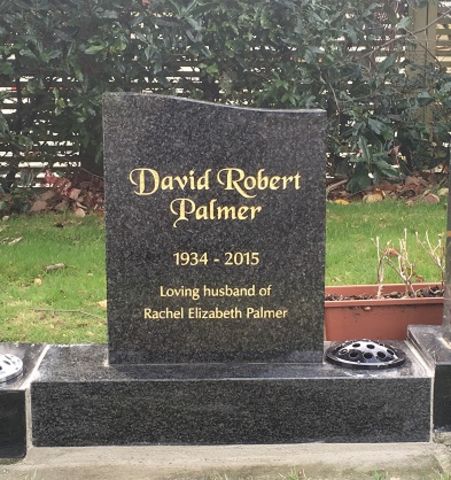 David Robert
Palmer
1934 - 2015
Loving husband of
Rachel Elizabeth Palmer